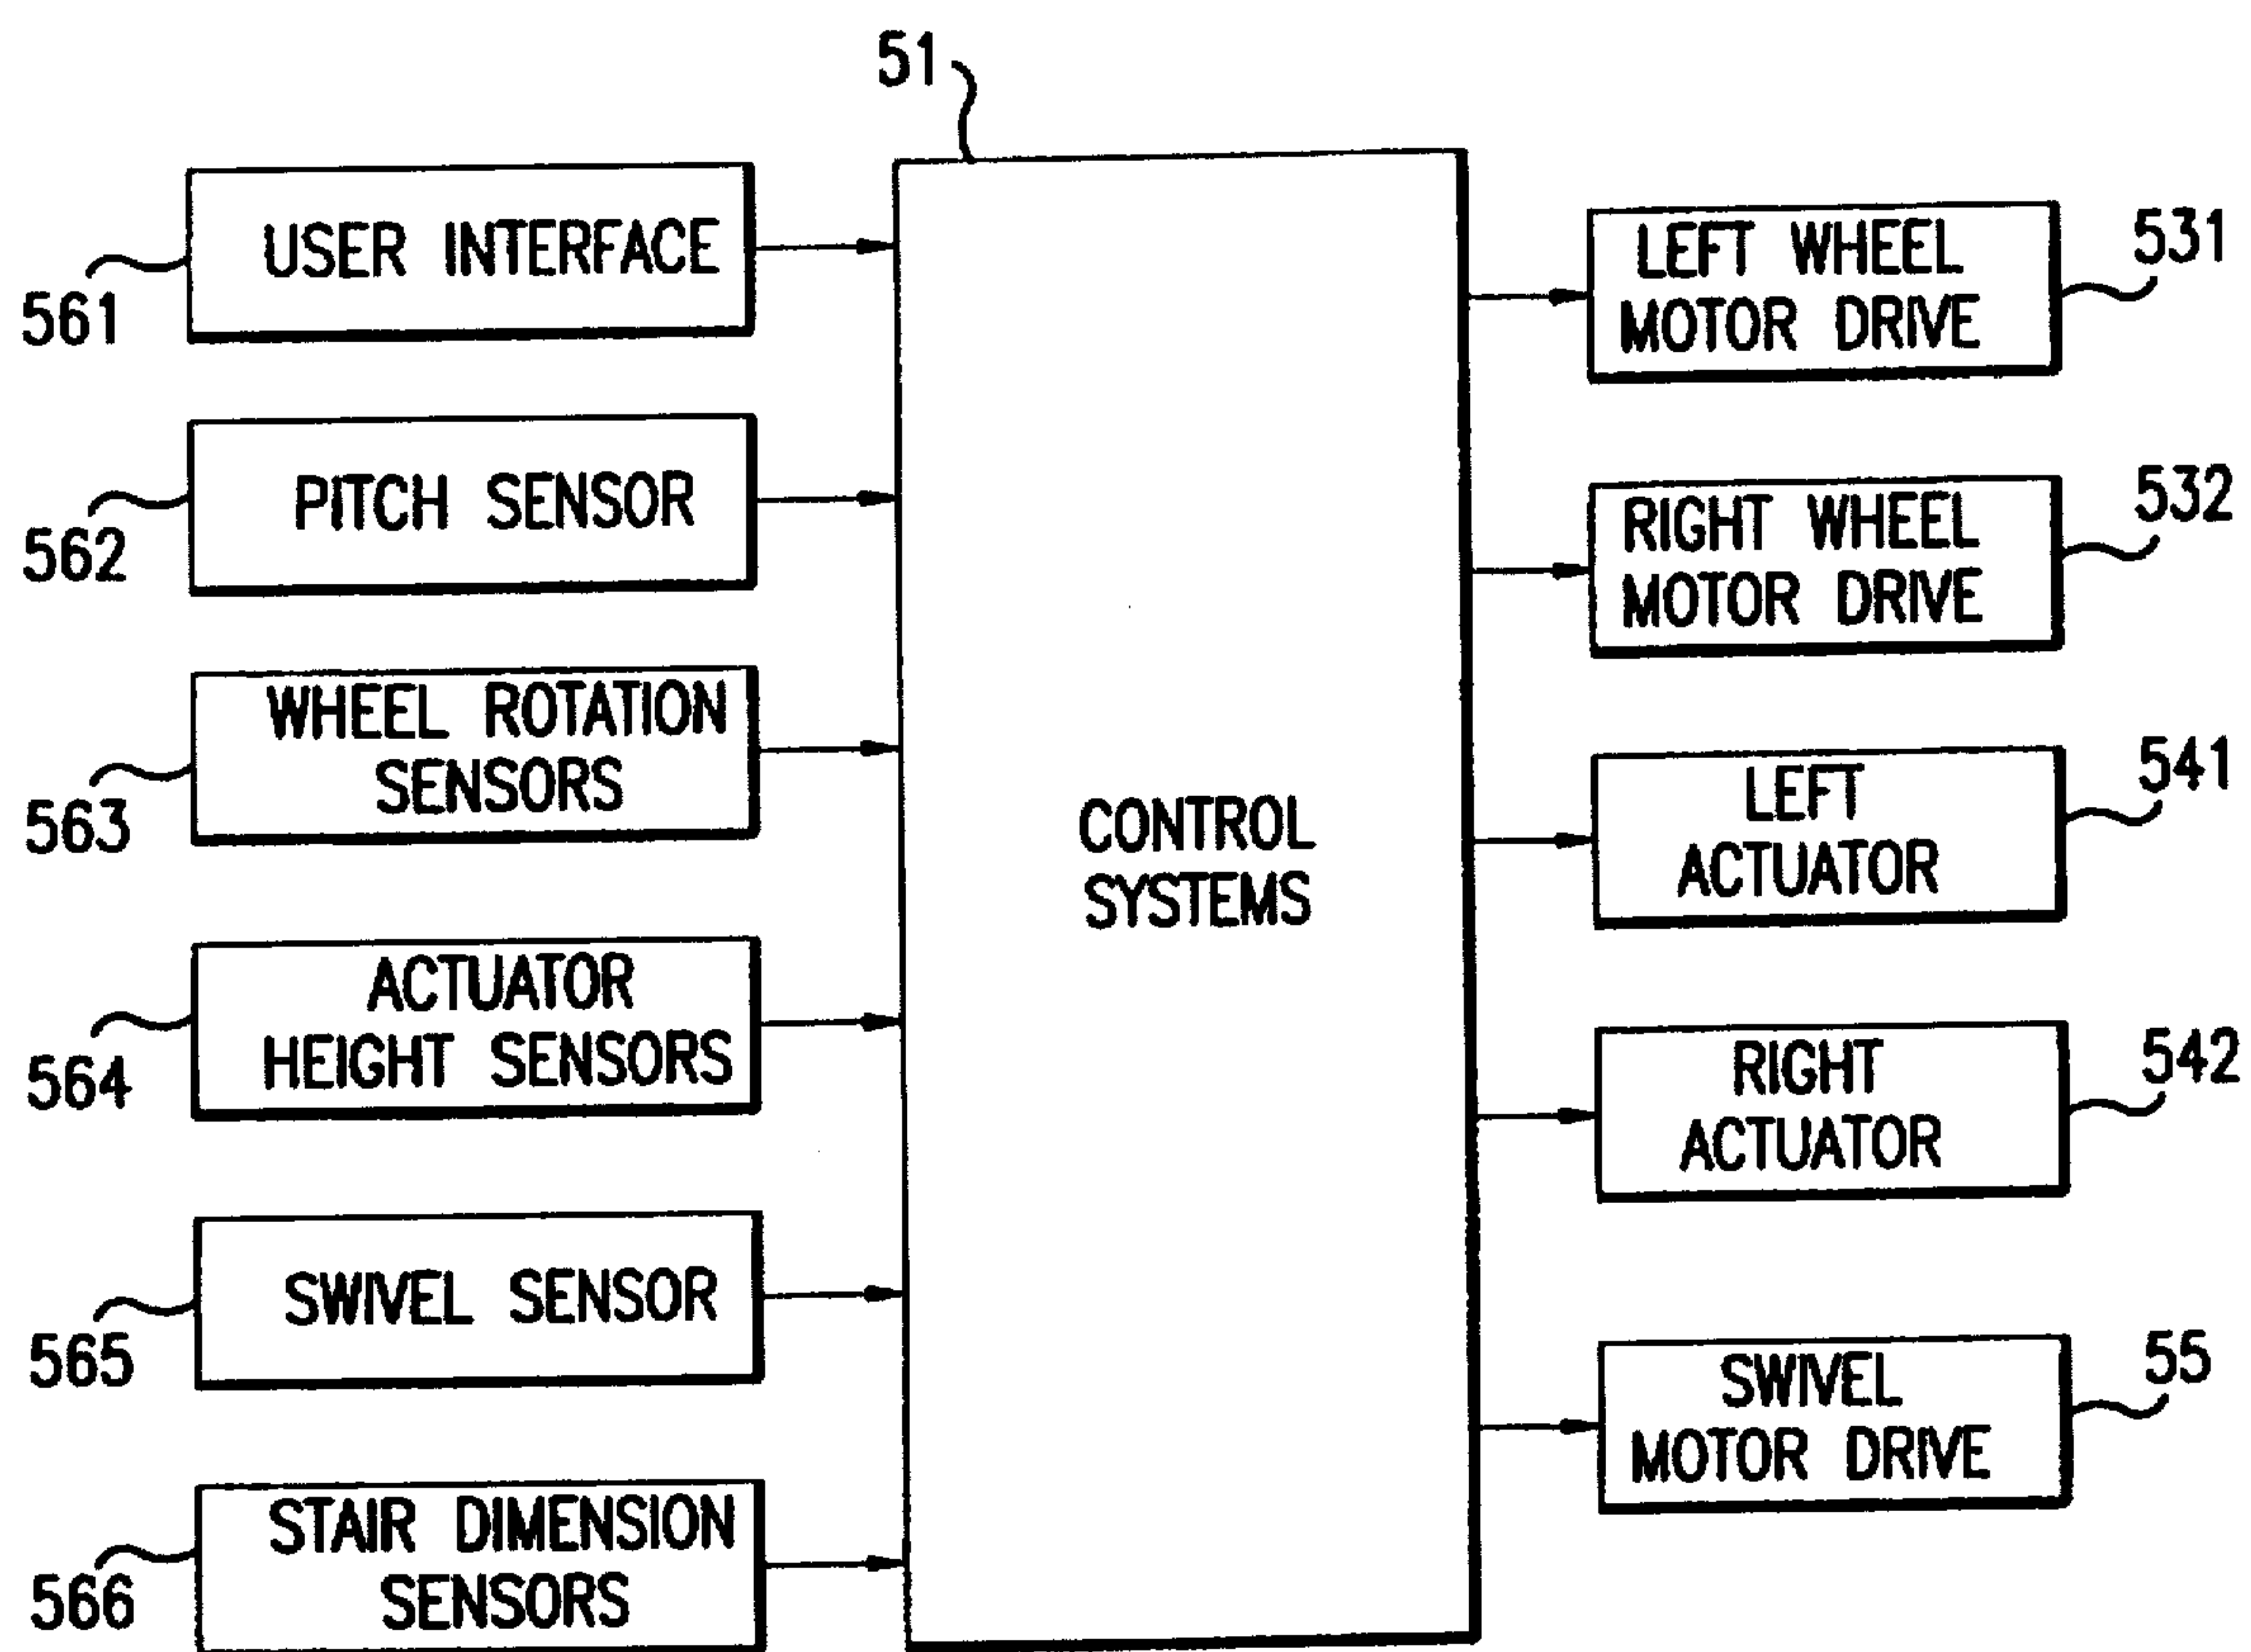 51
USER INTERFACE
561
PITCH SENSOR
562
WHEEL ROTATION
SENSORS
563
ACTUATOR
HEIGHT SENSORS
564
SWIVEL SENSOR
565
STAIR DIMENSION
SENSORS
566
CONTROL
SYSTEMS
LEFT WHEEL
MOTOR DRIVE
531
RIGHT WHEEL
MOTOR DRIVE
532
LEFT
ACTUATOR
541
RIGHT
ACTUATOR
542
SWIVEL
MOTOR DRIVE
55